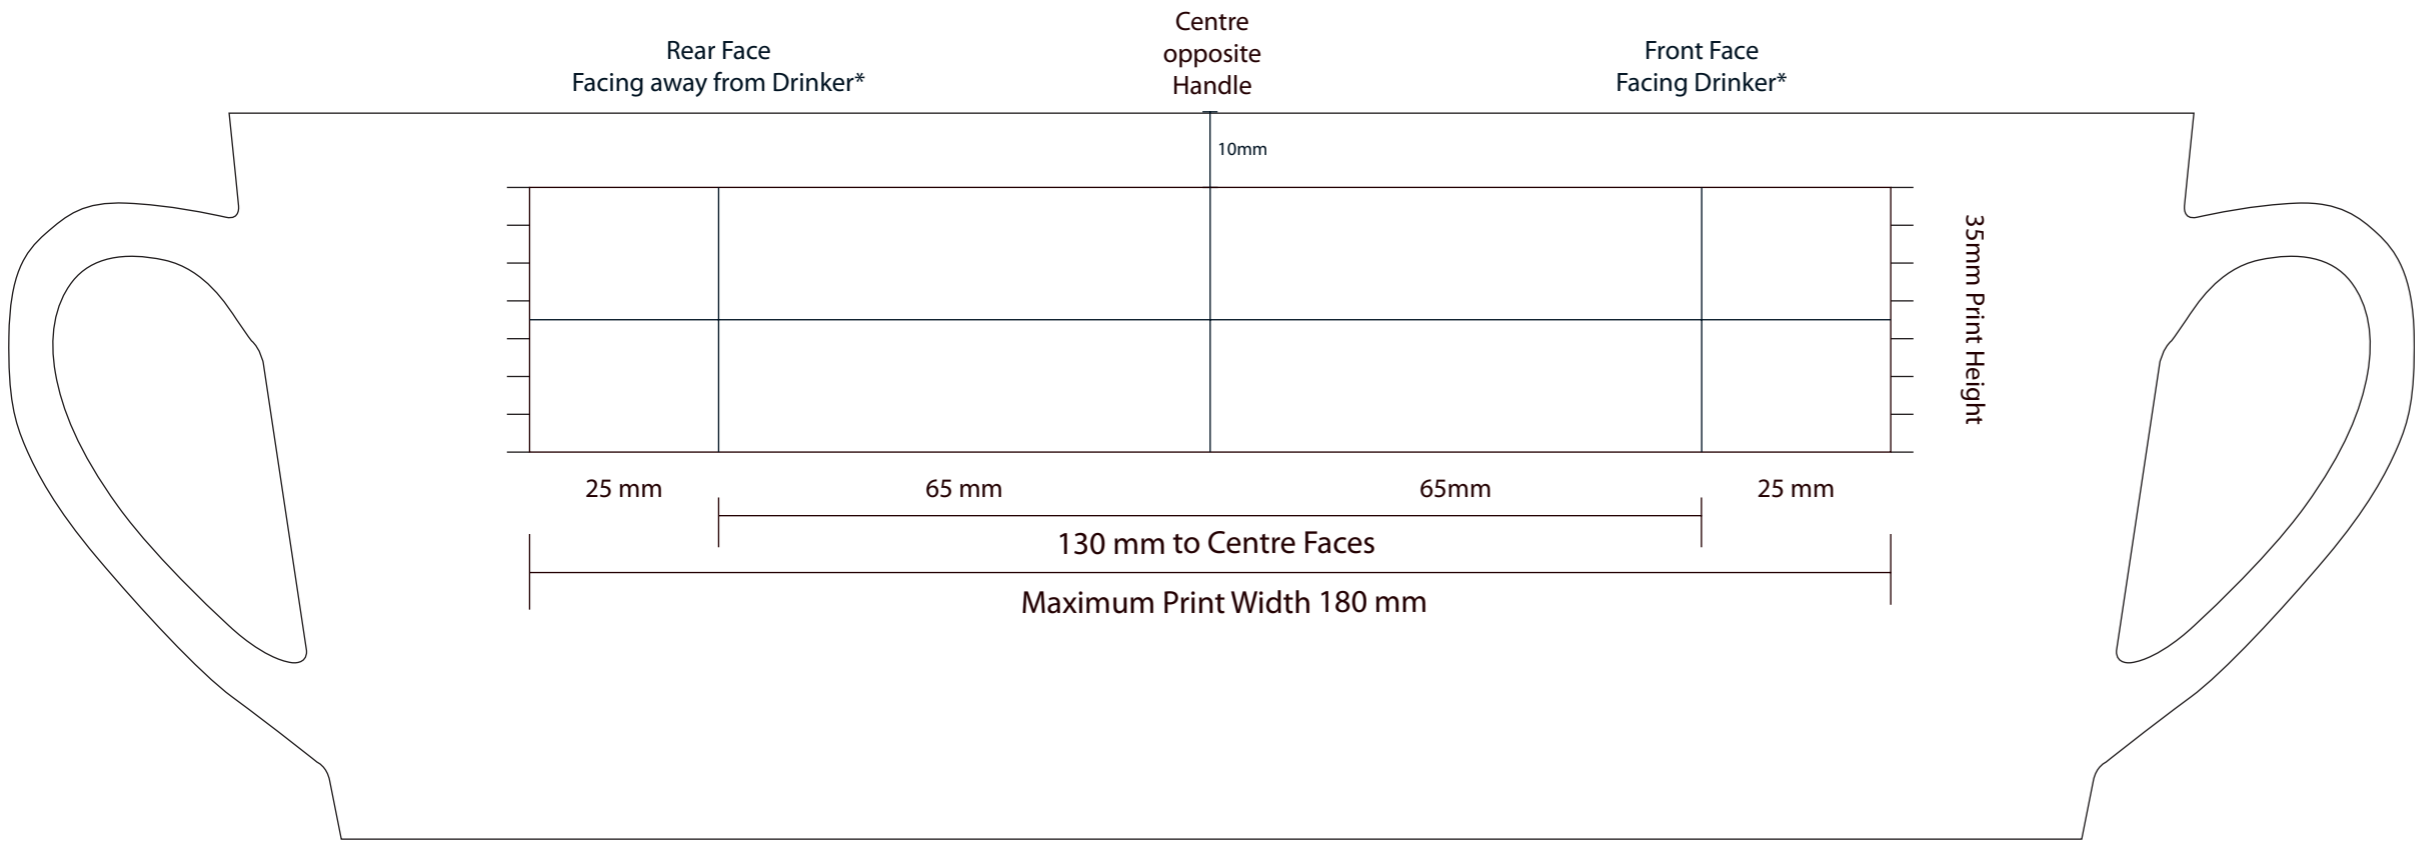 Centre
opposite
Handle
Rear Face
Facing away from Drinker*
Front Face
Facing Drinker*
10mm
35mm Print Height
25 mm
65 mm
65mm
25 mm
130 mm to Centre Faces
Maximum Print Width 180 mm